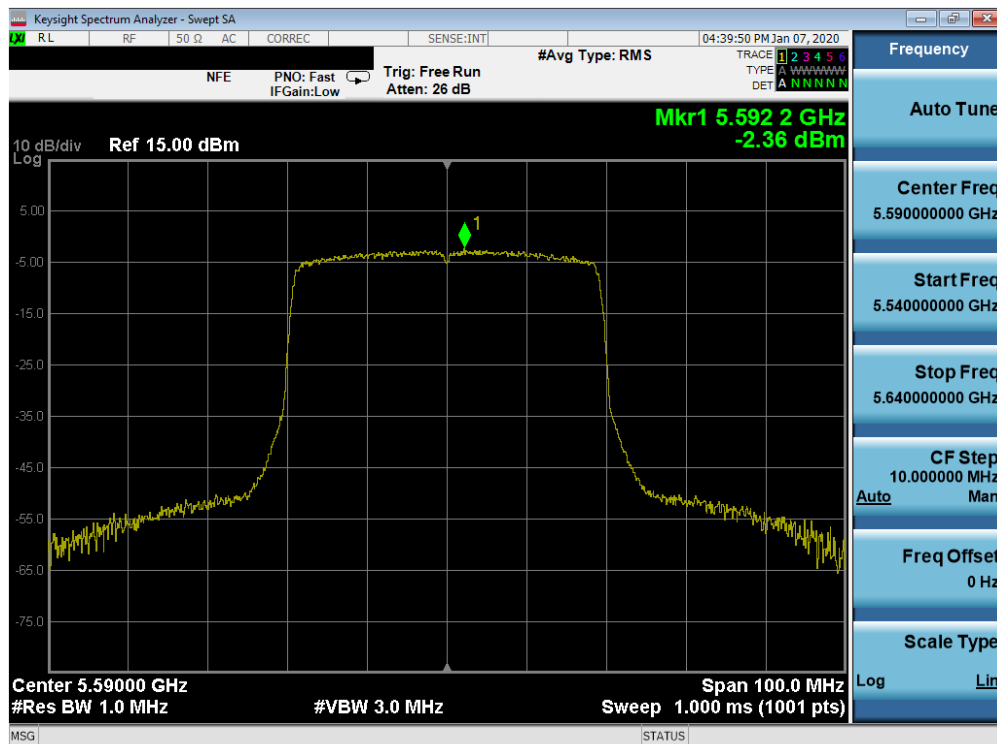 Keysight Spectrum Analyzer - Swept SA
LXI RL RF 50 Ω AC CORREC SENSE:INT 04:39:50 PM Jan 07, 2020
#Avg Type: RMS
TRACE 1 2 3 4 5 6
TYPE A WWWWW
DET A N N N N N
NFE PNO: Fast Trig: Free Run
IFGain:Low Atten: 26 dB
Mkr1 5.592 2 GHz
-2.36 dBm
10 dB/div Ref 15.00 dBm
Log
1
5.00
-5.00
-15.0
-25.0
-35.0
-45.0
-55.0
-65.0
-75.0
Center 5.59000 GHz Span 100.0 MHz
#Res BW 1.0 MHz #VBW 3.0 MHz Sweep 1.000 ms (1001 pts)
MSG STATUS
Frequency
Auto Tune
Center Freq
5.590000000 GHz
Start Freq
5.540000000 GHz
Stop Freq
5.640000000 GHz
CF Step
10.000000 MHz
Auto Man
Freq Offset
0 Hz
Scale Type
Log Lin